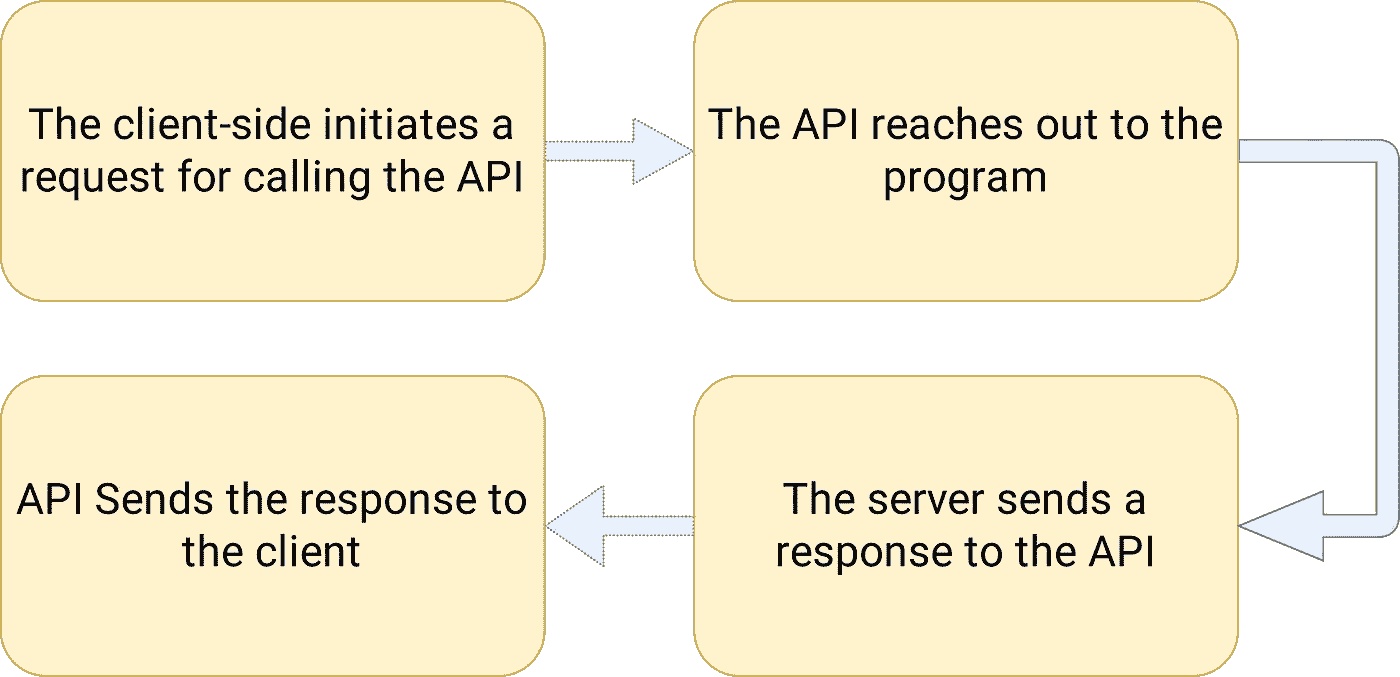 The client-side initiates a
request for calling the API
The API reaches out to the
program
The server sends a
response to the API
API Sends the response to
the client